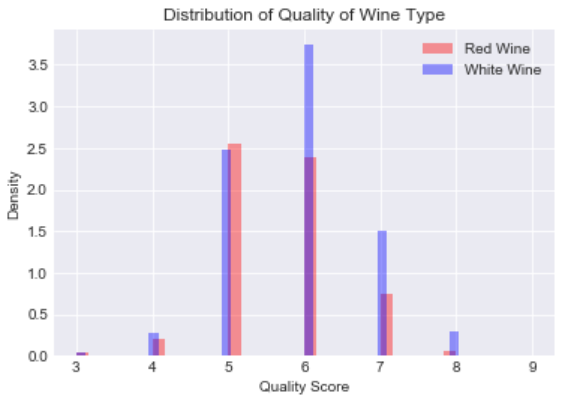 Distribution of Quality of Wine Type
Red Wine
White Wine
3.5
3.0
2.5
2.0
1.5
1.0
0.5
0.0
Density
3 4 5 6 7 8 9
Quality Score